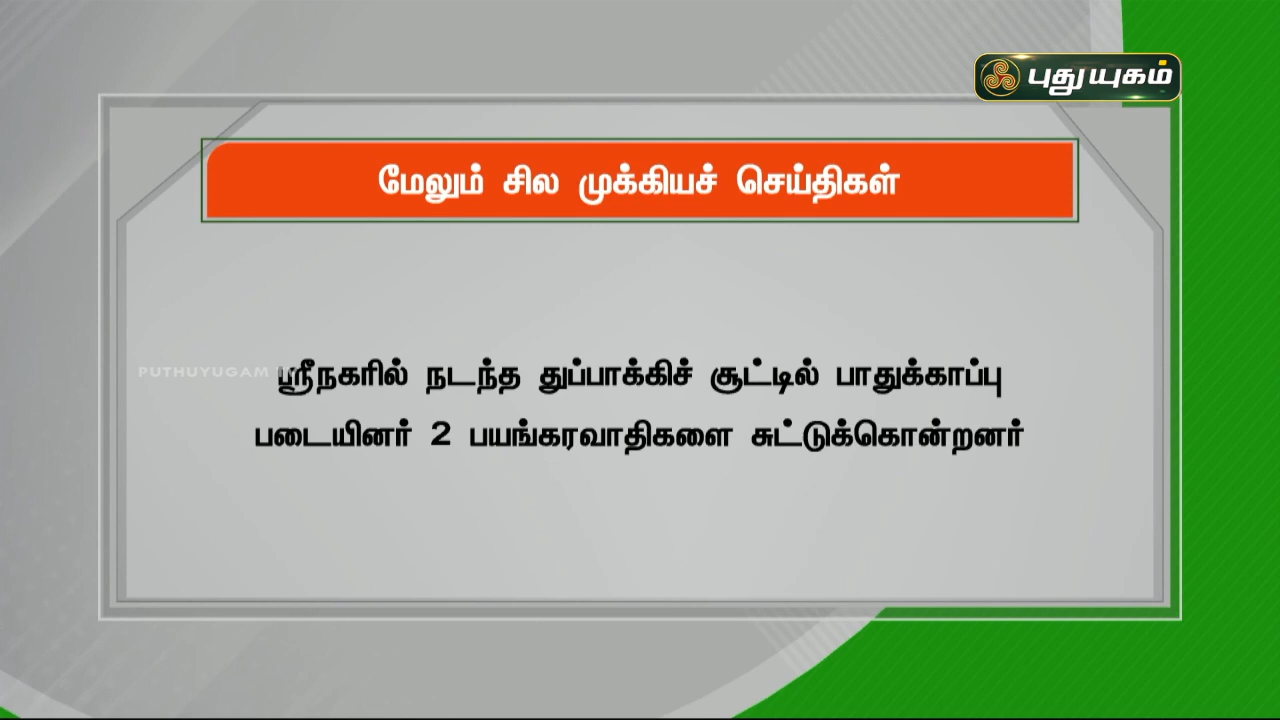 புதுயுகம்
மேலும் சில முக்கியச் செய்திகள்
PUTHUYUGAM
ஸ்ரீநகரில் நடந்த துப்பாக்கிச் சூட்டில் பாதுக்காப்பு
படையினர் 2 பயங்கரவாதிகளை சுட்டுக்கொன்றனர்